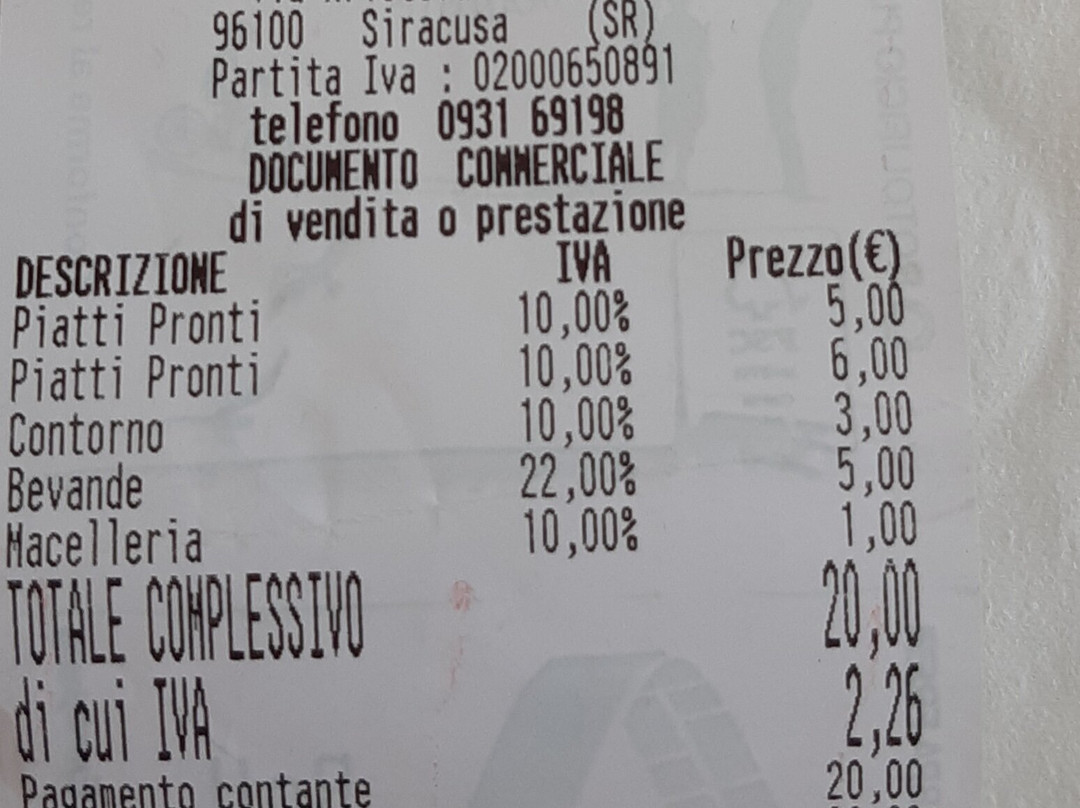 96100 Siracusa (SR)
Partita Iva : 02000650891
telefono 0931 69198
DOCUMENTO COMMERCIALE
di vendita o prestazione
DESCRIZIONE IVA Prezzo(€)
Piatti Pronti 10,00% 5,00
Piatti Pronti 10,00% 6,00
Contorno 10,00% 3,00
Bevande 22,00% 5,00
Macelleria 10,00% 1,00
TOTALE COMPLESSIVO 20,00
di cui IVA 2,26
Pagamento contante 20,00